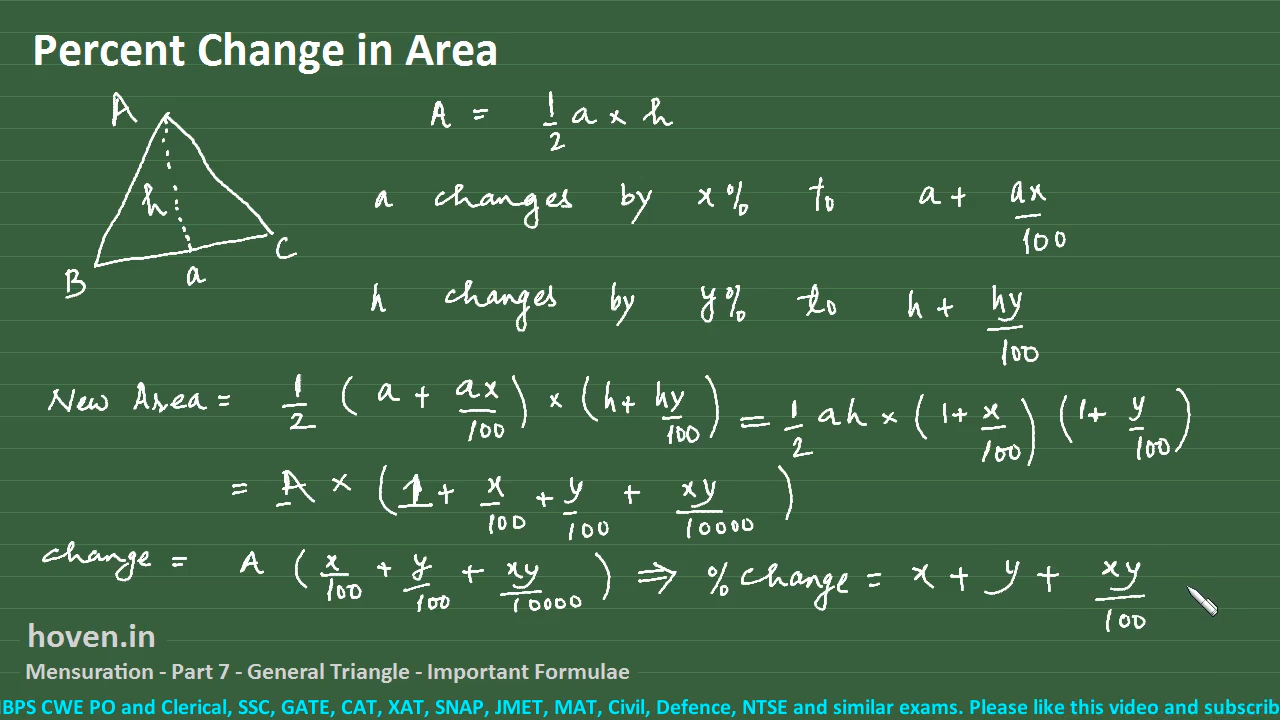 Percent Change in Area
A
h
B
a
C
A = 1/2 a × h
a changes by x% to a + ax/100
h changes by y% to h + hy/100
New Area = 1/2 (a + ax/100) × (h + hy/100) = 1/2 ah × (1 + x/100) (1 + y/100)
= A × (1 + x/100 + y/100 + xy/10000)
Change = A (x/100 + y/100 + xy/10000) ⇒ % Change = x + y + xy/100
hoven.in
Mensuration - Part 7 - General Triangle - Important Formulae
IBPS CWE PO and Clerical, SSC, GATE, CAT, XAT, SNAP, JMET, MAT, Civil, Defence, NTSE and similar exams. Please like this video and subscrib